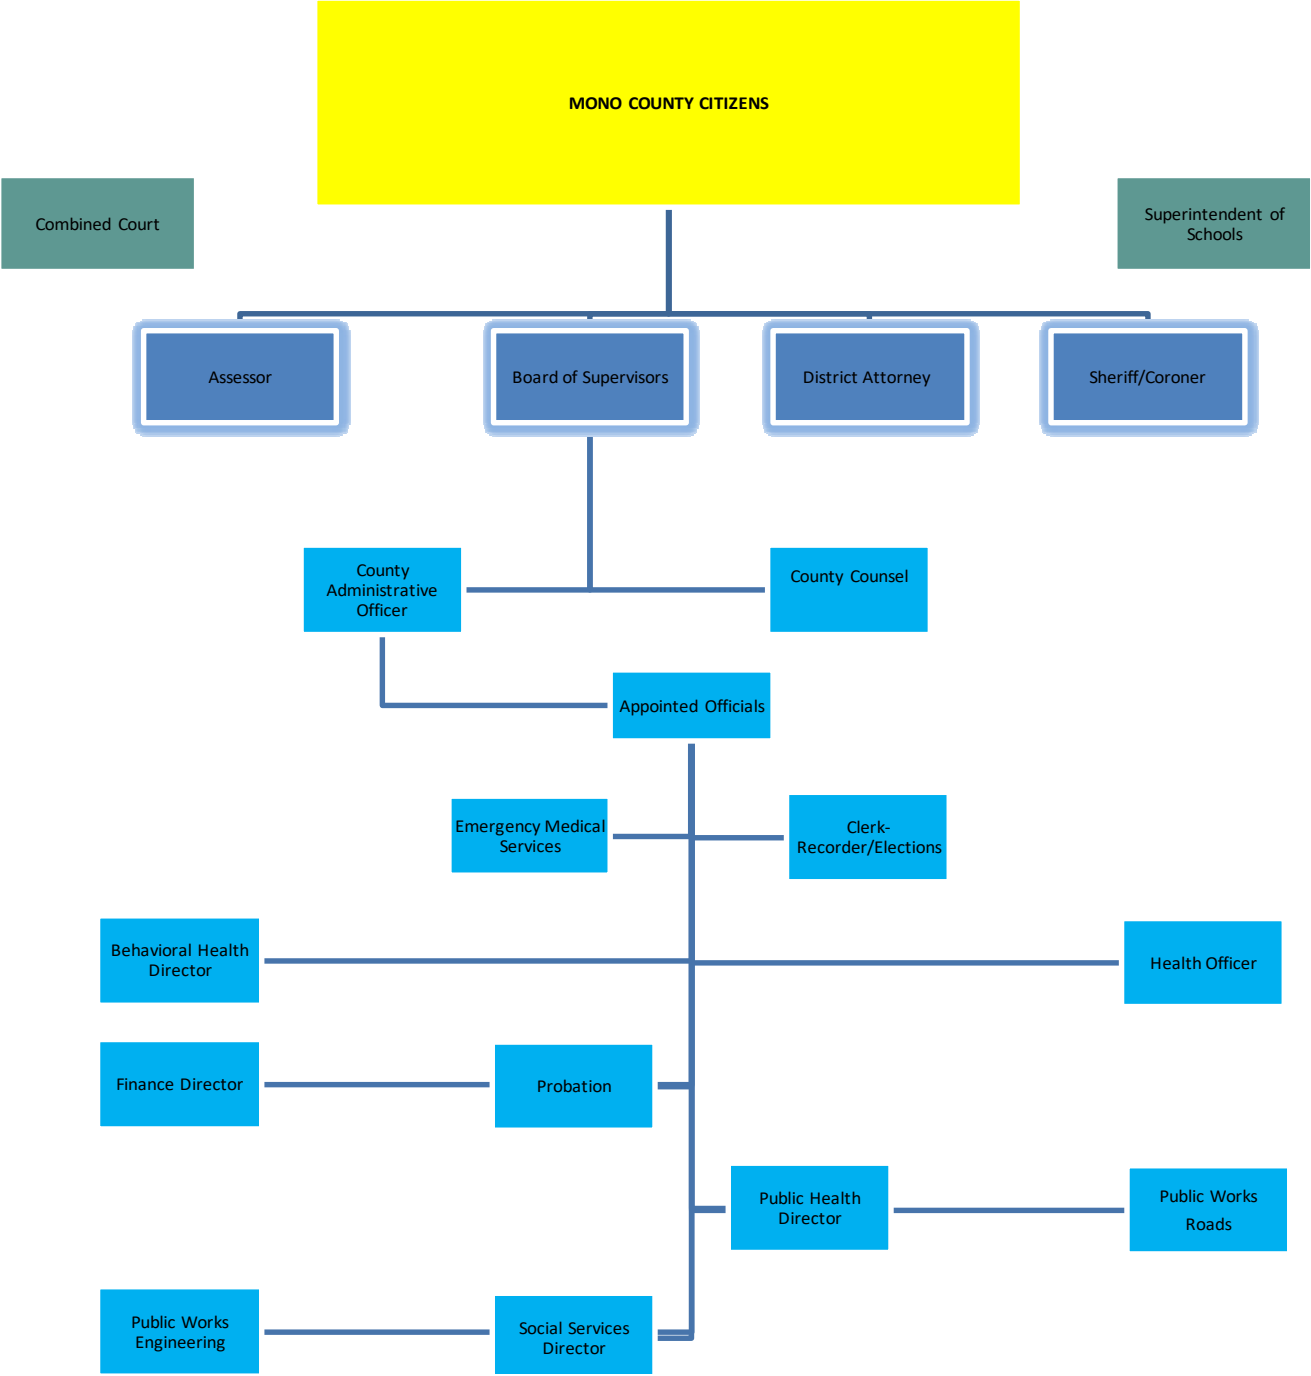 MONO COUNTY CITIZENS
Combined Court
Superintendent of
Schools
Assessor
Board of Supervisors
District Attorney
Sheriff/Coroner
County
Administrative
Officer
County Counsel
Appointed Officials
Emergency Medical
Services
Clerk-
Recorder/Elections
Behavioral Health
Director
Health Officer
Finance Director
Probation
Public Health
Director
Public Works
Roads
Public Works
Engineering
Social Services
Director